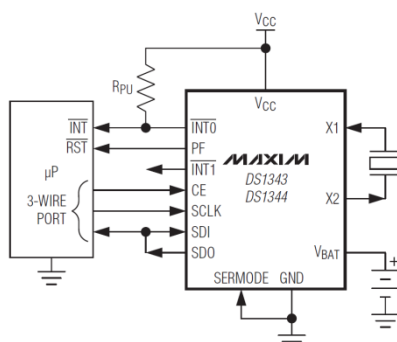 VCC
RPU
VCC
INT INT0 X1
RST PF
µP INT1 MAXIM
3-WIRE PORT CE DS1343
SCLK DS1344 X2
SDI
SDO VBAT
SERMODE GND
+